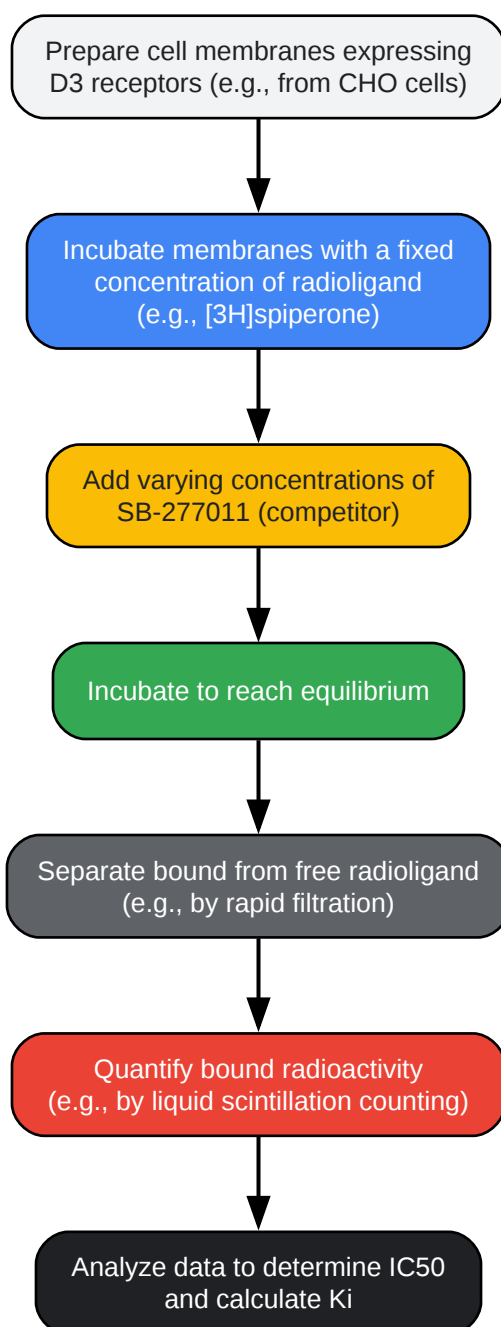 Prepare cell membranes expressing
D3 receptors (e.g., from CHO cells)
Incubate membranes with a fixed
concentration of radioligand
(e.g., [3H]spiperone)
Add varying concentrations of
SB-277011 (competitor)
Incubate to reach equilibrium
Separate bound from free radioligand
(e.g., by rapid filtration)
Quantify bound radioactivity
(e.g., by liquid scintillation counting)
Analyze data to determine IC50
and calculate Ki